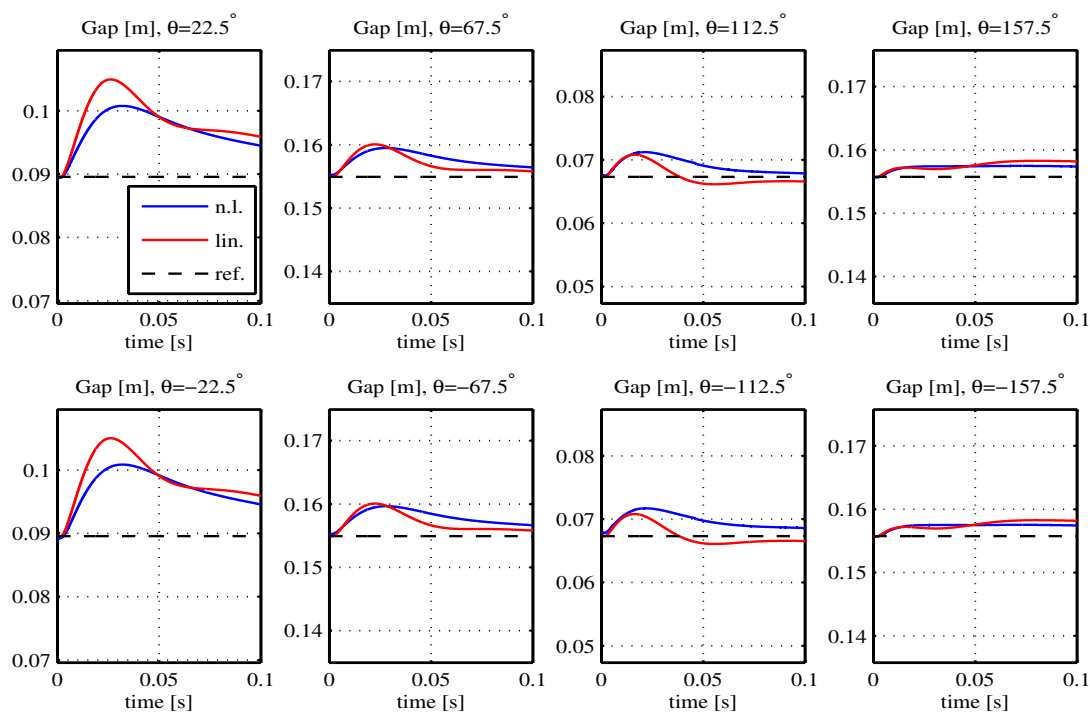 Gap [m], θ=22.5°
Gap [m], θ=67.5°
Gap [m], θ=112.5°
Gap [m], θ=157.5°
0.1
0.09
0.08
0.07
n.l.
lin.
ref.
0
0.05
0.1
time [s]
0.17
0.16
0.15
0.14
0
0.05
0.1
time [s]
0.08
0.07
0.06
0.05
0
0.05
0.1
time [s]
0.17
0.16
0.15
0.14
0
0.05
0.1
time [s]
Gap [m], θ=−22.5°
Gap [m], θ=−67.5°
Gap [m], θ=−112.5°
Gap [m], θ=−157.5°
0.1
0.09
0.08
0.07
0
0.05
0.1
time [s]
0.17
0.16
0.15
0.14
0
0.05
0.1
time [s]
0.08
0.07
0.06
0.05
0
0.05
0.1
time [s]
0.17
0.16
0.15
0.14
0
0.05
0.1
time [s]